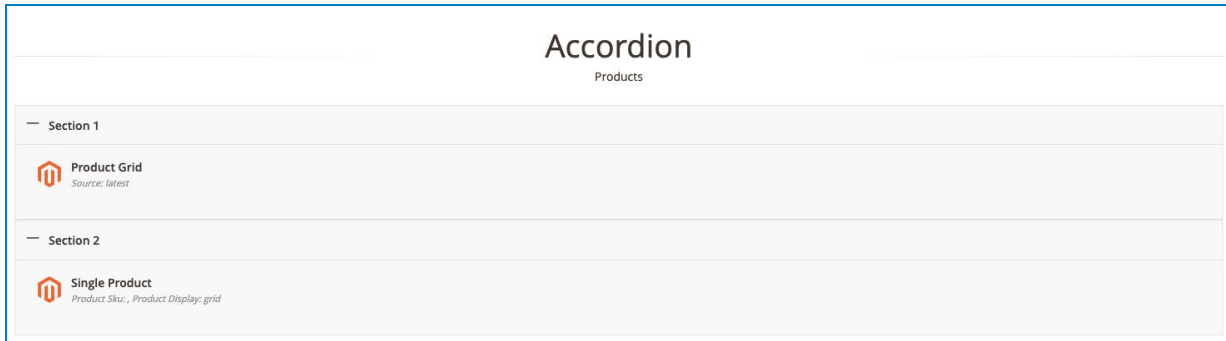 Accordion
Products
Section 1
Product Grid
Source: latest
Section 2
Single Product
Product Sku: , Product Display: grid